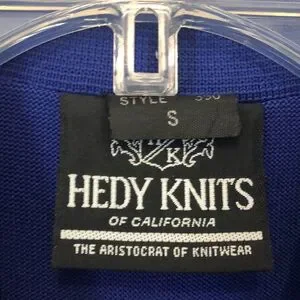 STYLE
S
K
HEDY KNITS
OF CALIFORNIA
THE ARISTOCRAT OF KNITWEAR